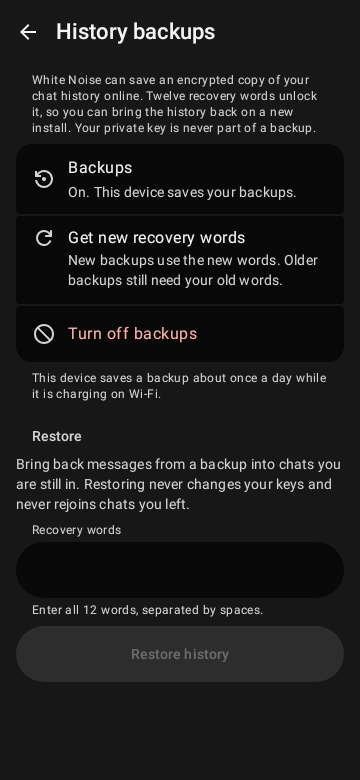 History backups
White Noise can save an encrypted copy of your
chat history online. Twelve recovery words unlock
it, so you can bring the history back on a new
install. Your private key is never part of a backup.
Backups
On. This device saves your backups.
Get new recovery words
New backups use the new words. Older
backups still need your old words.
Turn off backups
This device saves a backup about once a day while
it is charging on Wi-Fi.
Restore
Bring back messages from a backup into chats you
are still in. Restoring never changes your keys and
never rejoins chats you left.
Recovery words
Enter all 12 words, separated by spaces.
Restore history